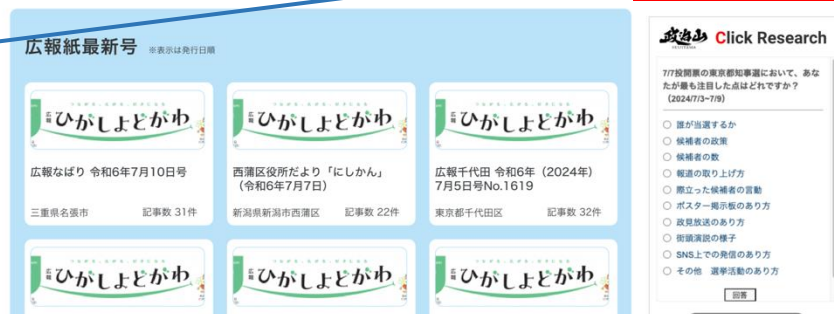 広報紙最新号 ※表示は発行日順
つながる、ひろがる、好きになる
広報
ひがしよどがわ
広報なばり 令和6年7月10日号
三重県名張市 記事数 31件
広報
ひがしよどがわ
西蒲区役所だより「にしかん」
（令和6年7月7日）
新潟県新潟市西蒲区 記事数 22件
広報
ひがしよどがわ
広報千代田 令和6年（2024年）
7月5日号No.1619
東京都千代田区 記事数 32件
広報
ひがしよどがわ
広報
ひがしよどがわ
広報
ひがしよどがわ
政治山 Click Research
7/7投開票の東京都知事選において、あな
たが最も注目した点はどれですか？
（2024/7/3~7/9）
誰が当選するか
候補者の政策
候補者の数
報道の取り上げ方
際立った候補者の言動
ポスター掲示板のあり方
政見放送のあり方
街頭演説の様子
SNS上での発信のあり方
その他 選挙活動のあり方
回答